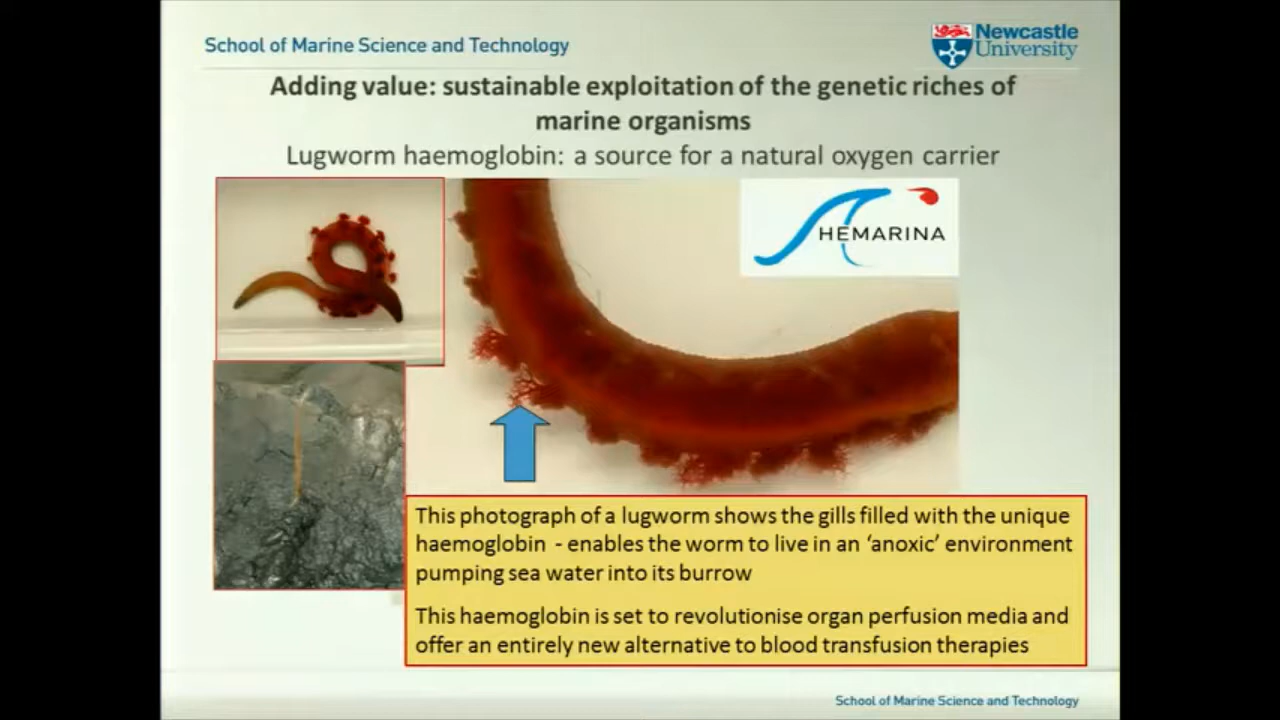 School of Marine Science and Technology
Newcastle
University
Adding value: sustainable exploitation of the genetic riches of
marine organisms
Lugworm haemoglobin: a source for a natural oxygen carrier
HEMARINA
This photograph of a lugworm shows the gills filled with the unique
haemoglobin - enables the worm to live in an ‘anoxic’ environment
pumping sea water into its burrow
This haemoglobin is set to revolutionise organ perfusion media and
offer an entirely new alternative to blood transfusion therapies
School of Marine Science and Technology